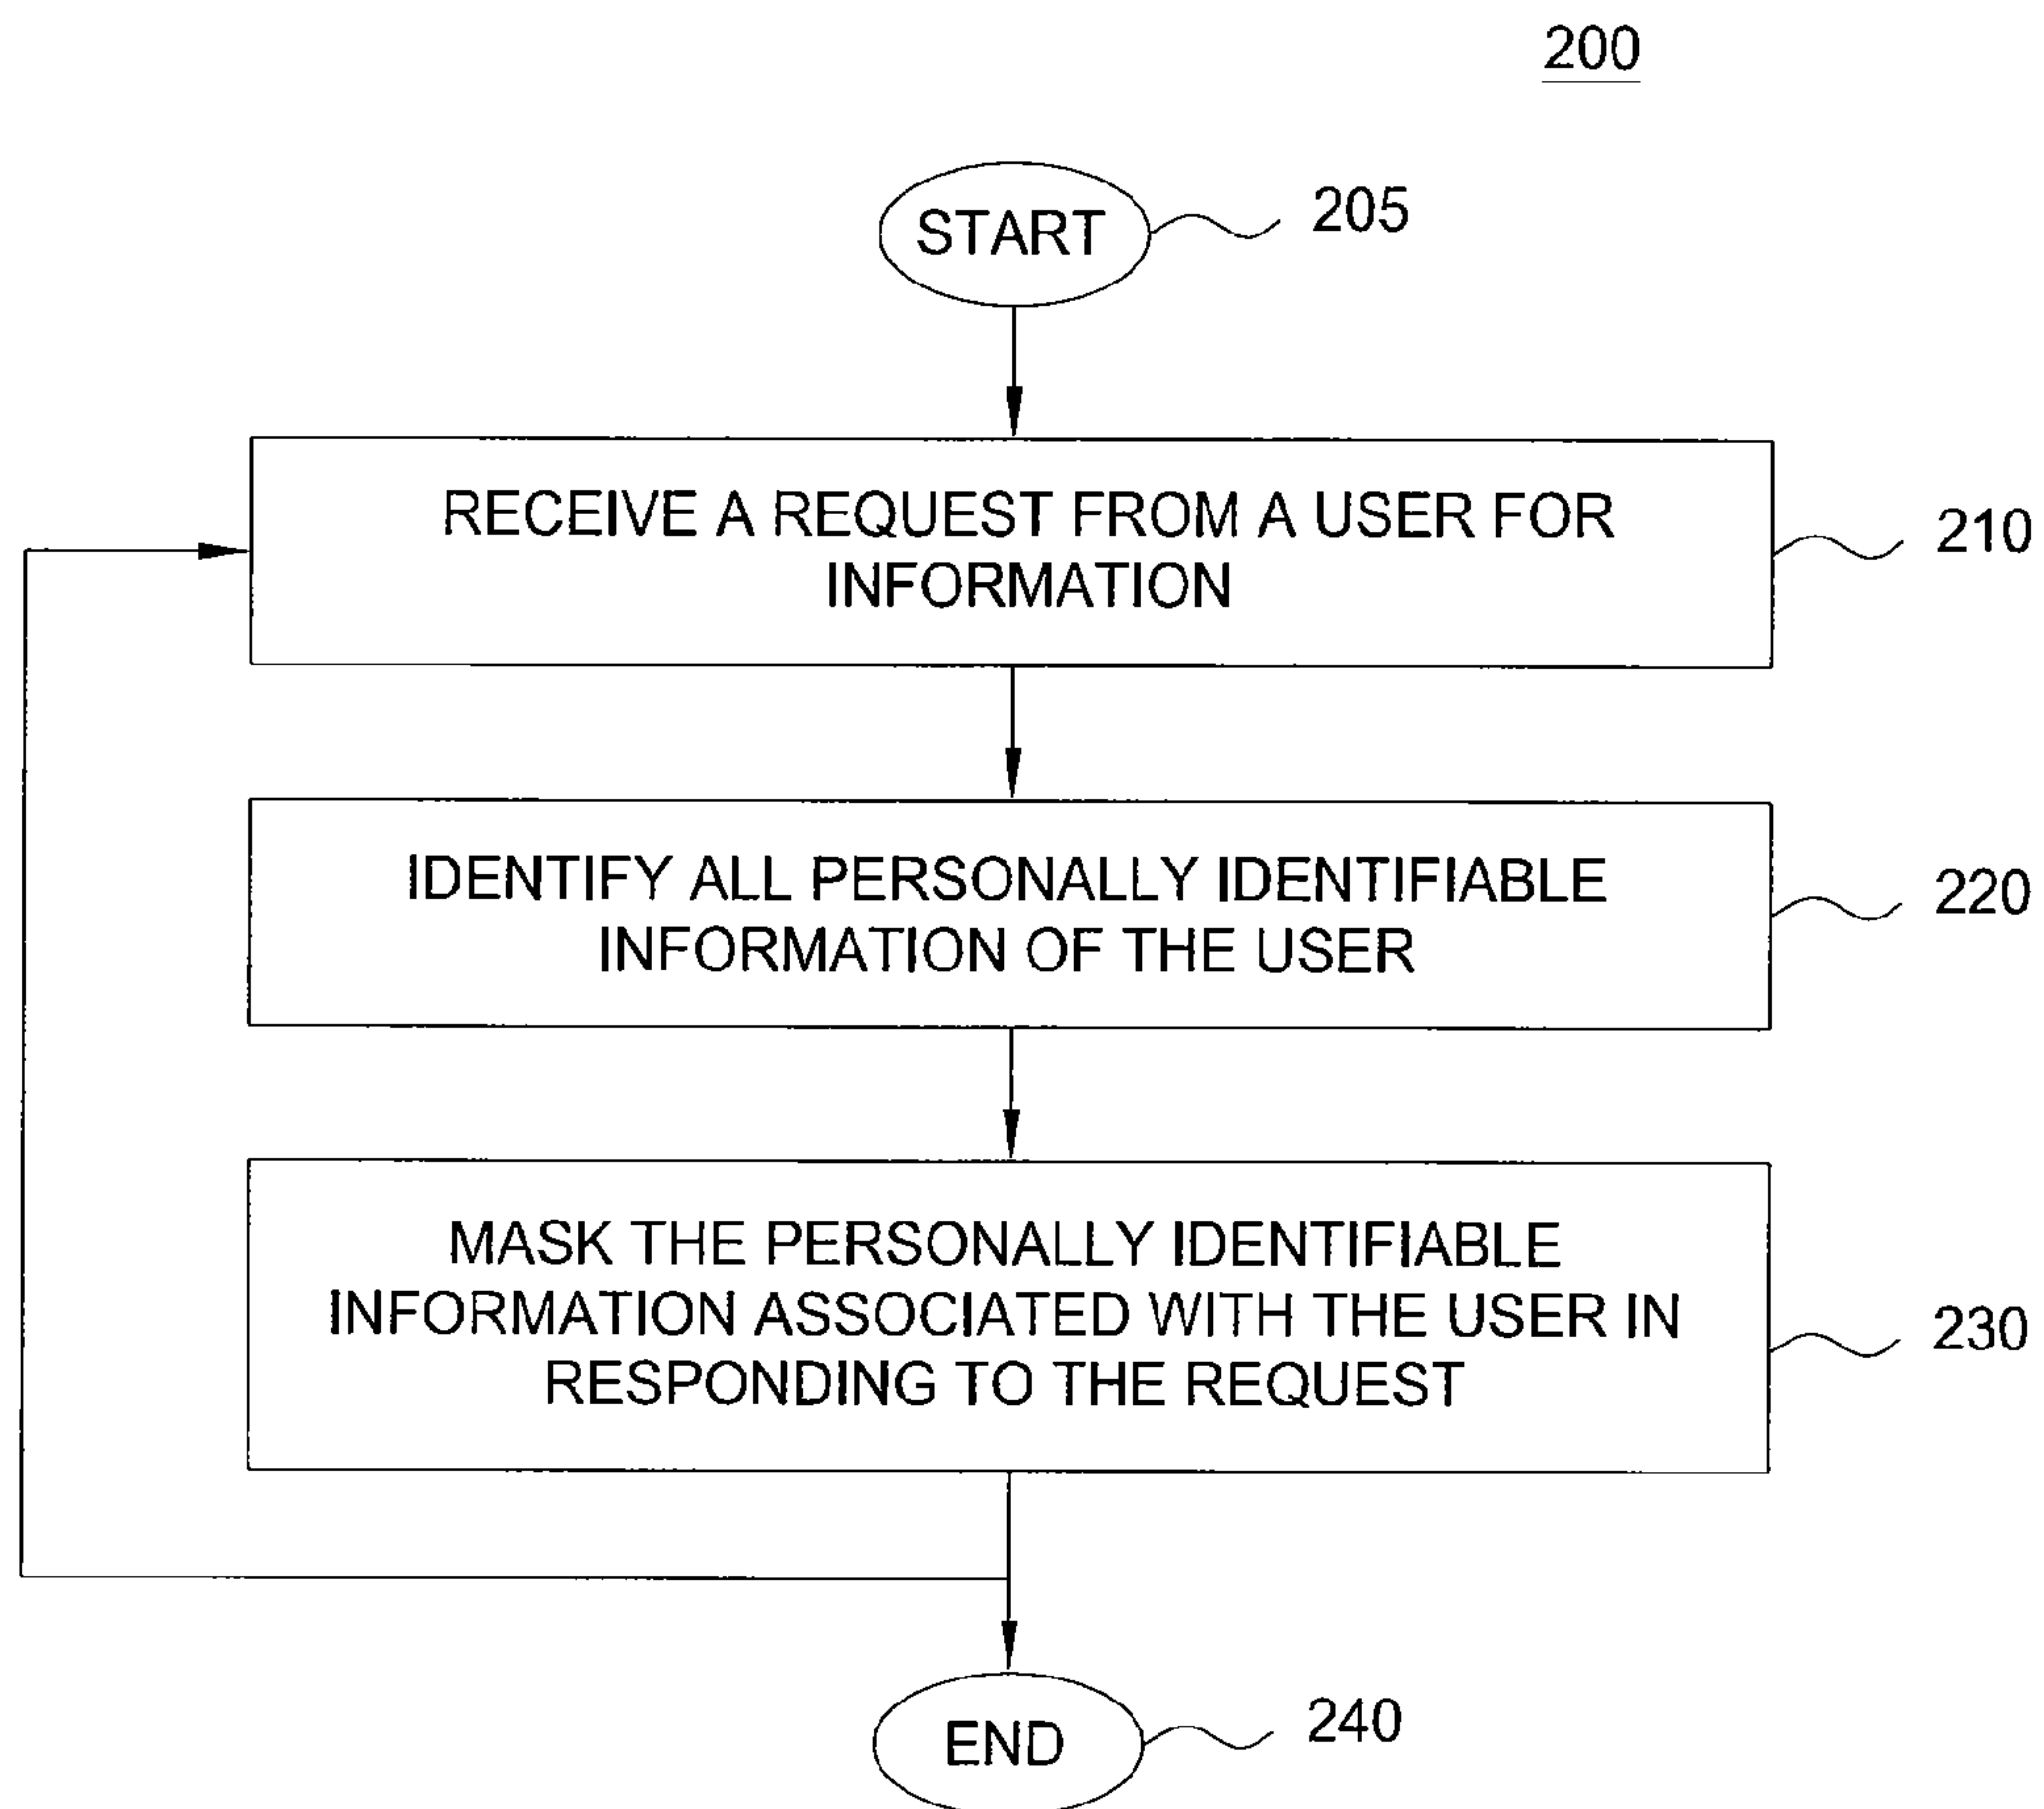 200
START
205
RECEIVE A REQUEST FROM A USER FOR
INFORMATION
210
IDENTIFY ALL PERSONALLY IDENTIFIABLE
INFORMATION OF THE USER
220
MASK THE PERSONALLY IDENTIFIABLE
INFORMATION ASSOCIATED WITH THE USER IN
RESPONDING TO THE REQUEST
230
END
240